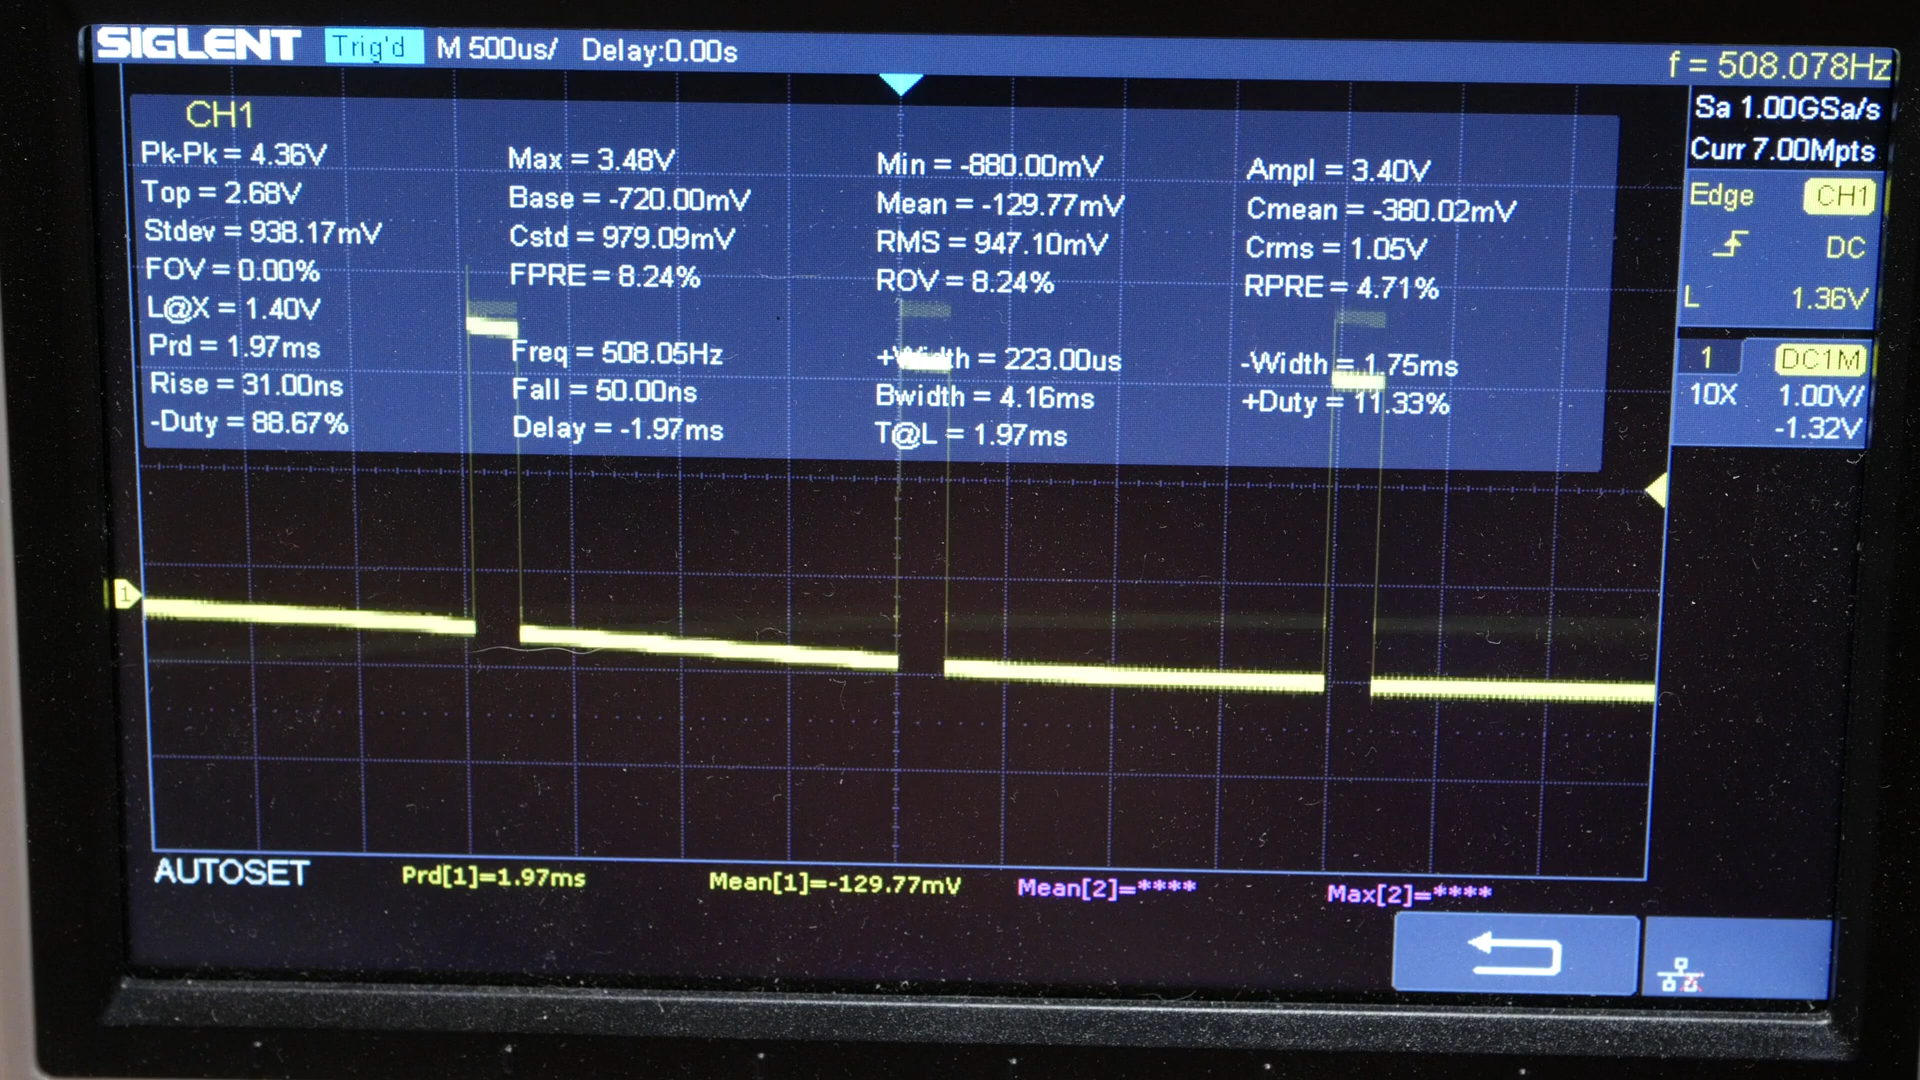 SIGLENT Trig'd M 500us/ Delay:0.00s
f = 508.078Hz
Sa 1.00GSa/s
Curr 7.00Mpts
Edge CH1
DC
L 1.36V
1 DC1M
10X 1.00V/
-1.32V
CH1
Pk-Pk = 4.36V Max = 3.48V Min = -880.00mV Ampl = 3.40V
Top = 2.68V Base = -720.00mV Mean = -129.77mV Cmean = -380.02mV
Stdev = 938.17mV Cstd = 979.09mV RMS = 947.10mV Crms = 1.05V
FOV = 0.00% FPRE = 8.24% ROV = 8.24% RPRE = 4.71%
L@X = 1.40V
Prd = 1.97ms Freq = 508.05Hz +Width = 223.00us -Width = 1.75ms
Rise = 31.00ns Fall = 50.00ns Bwidth = 4.16ms +Duty = 11.33%
-Duty = 88.67% Delay = -1.97ms T@L = 1.97ms
1
AUTOSET Prd[1]=1.97ms Mean[1]=-129.77mV Mean[2]=**** Max[2]=****